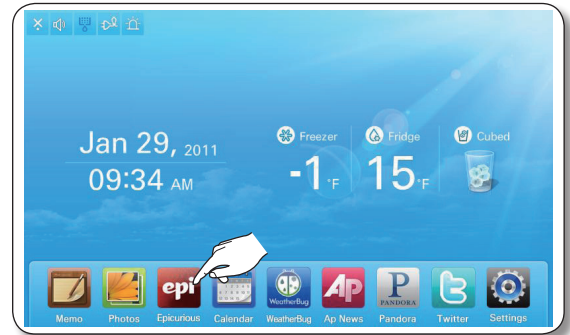 Freezer Fridge Cubed
Jan 29, 2011
-1 °F 15 °F
09:34 AM
epi WeatherBug AP P PANDORA
Memo Photos Epicurious Calendar WeatherBug Ap News Pandora Twitter Settings